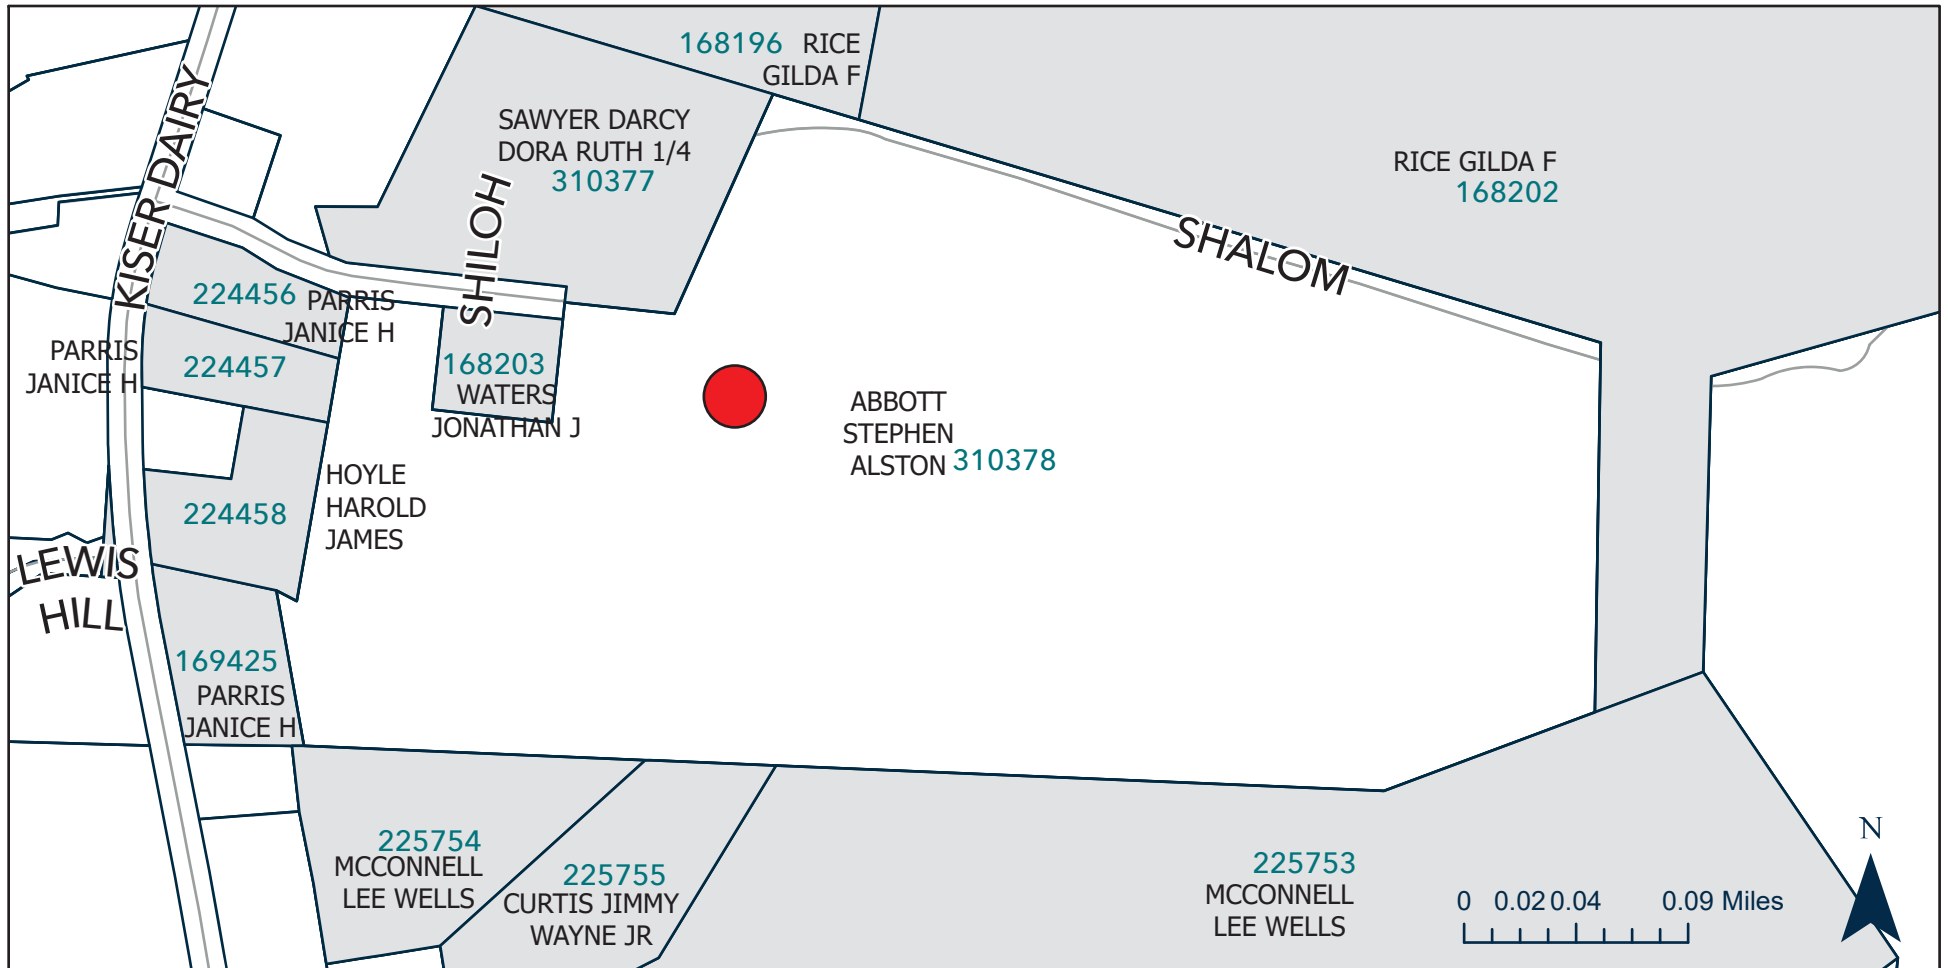 168196 RICE
GILDA F
SAWYER DARCY
DORA RUTH 1/4
310377
RICE GILDA F
168202
KISER DAIRY
SHILOH
SHALOM
224456 PARRIS
JANICE H
PARRIS
JANICE H
224457
168203
WATERS
JONATHAN J
ABBOTT
STEPHEN
ALSTON 310378
HOYLE
HAROLD
JAMES
224458
LEWIS
HILL
169425
PARRIS
JANICE H
225754
MCCONNELL
LEE WELLS
225755
CURTIS JIMMY
WAYNE JR
225753
MCCONNELL
LEE WELLS
N
0 0.02 0.04 0.09 Miles